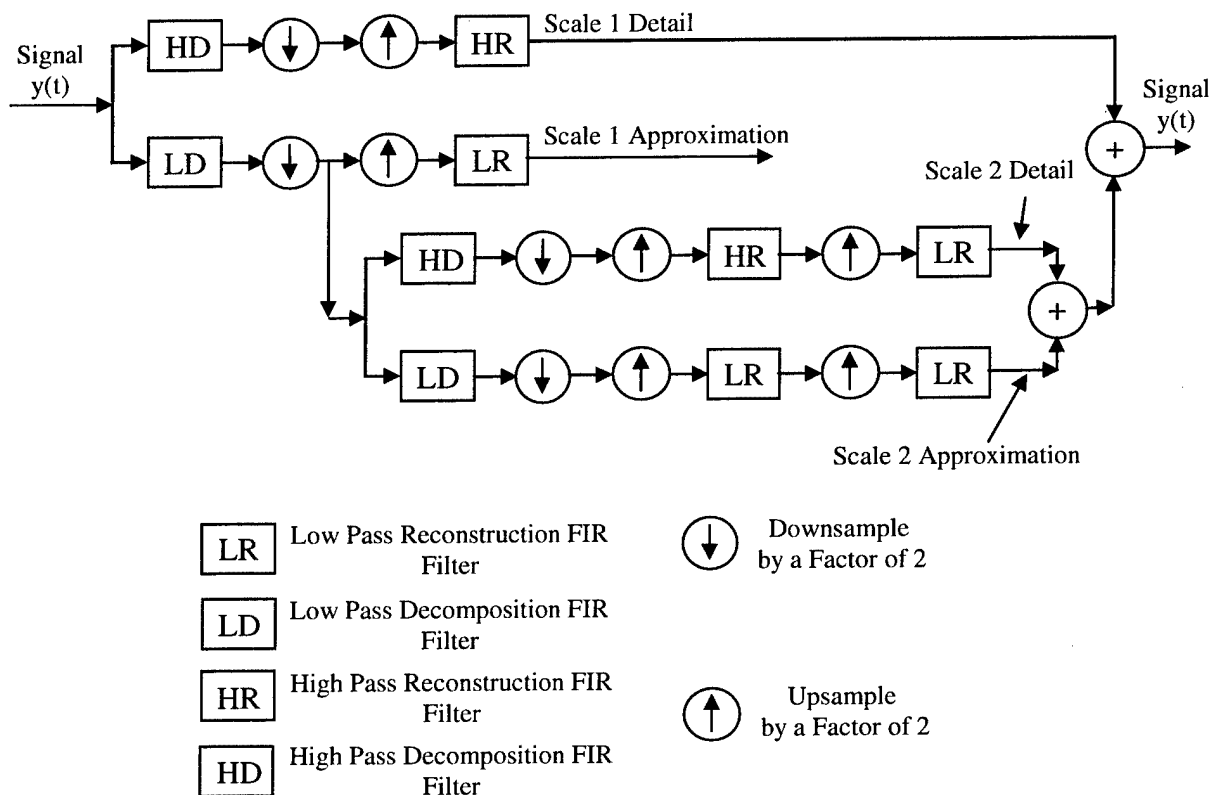 Signal
y(t)
HD
HR
Scale 1 Detail
LD
LR
Scale 1 Approximation
Signal
y(t)
+
Scale 2 Detail
HD
HR
LR
+
LD
LR
LR
Scale 2 Approximation
LR
Low Pass Reconstruction FIR
Filter
Downsample
by a Factor of 2
LD
Low Pass Decomposition FIR
Filter
HR
High Pass Reconstruction FIR
Filter
Upsample
by a Factor of 2
HD
High Pass Decomposition FIR
Filter